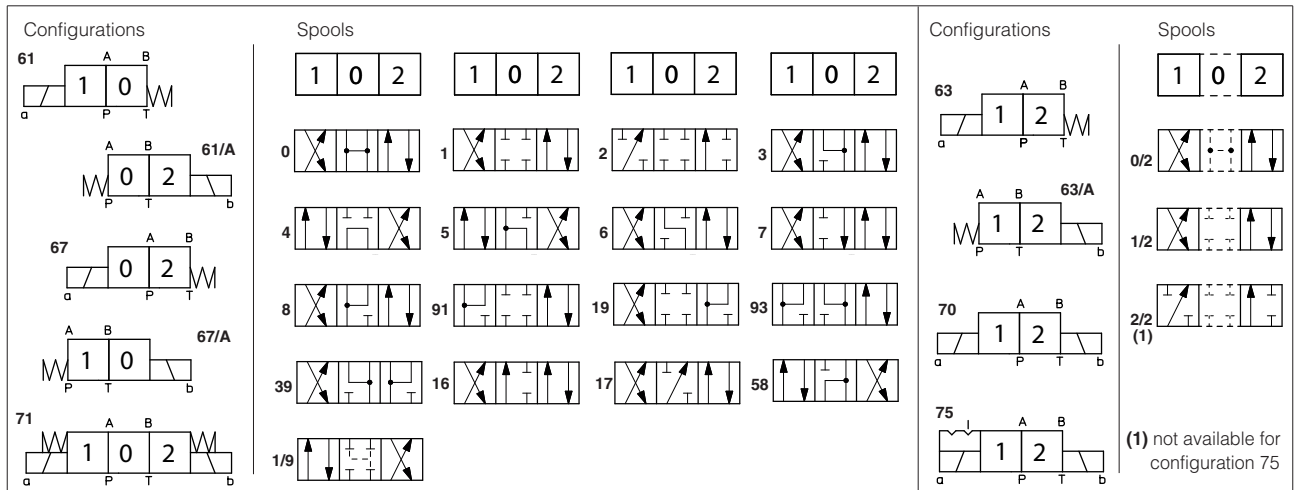 Configurations
Spools
61
A B
1 0
a P T
61/A
A B
0 2
P T b
67
A B
0 2
a P T
67/A
A B
1 0
P T b
71
A B
1 0 2
a P T b
1 0 2 1 0 2 1 0 2 1 0 2
0 1 2 3
4 5 6 7
8 91 19 93
39 16 17 58
1/9
Configurations
Spools
63
A B
1 2
a P T
63/A
A B
1 2
P T b
70
A B
1 2
a P T b
75
A B
1 2
a P T b
1 0 2
0/2
1/2
2/2
(1)
(1) not available for
configuration 75